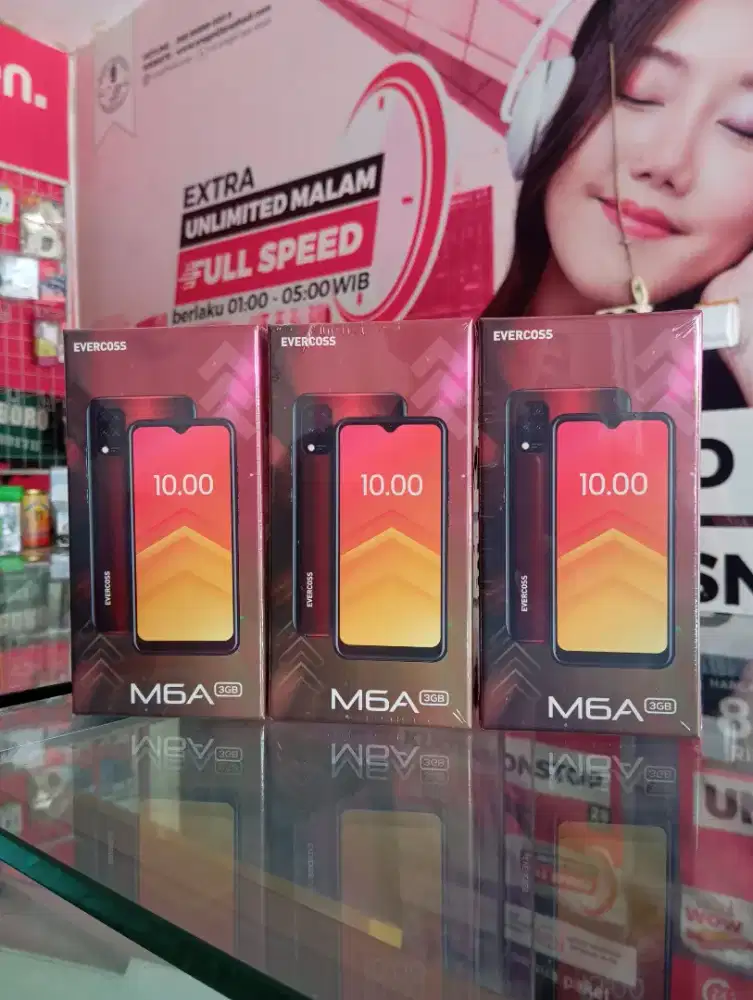 n.
EXTRA
UNLIMITED MALAM
FULL SPEED
berlaku 01:00 - 05:00 WIB
EVERCOSS
10.00
EVERCOSS
M6A 3GB
EVERCOSS
10.00
EVERCOSS
M6A 3GB
EVERCOSS
10.00
EVERCOSS
M6A 3GB